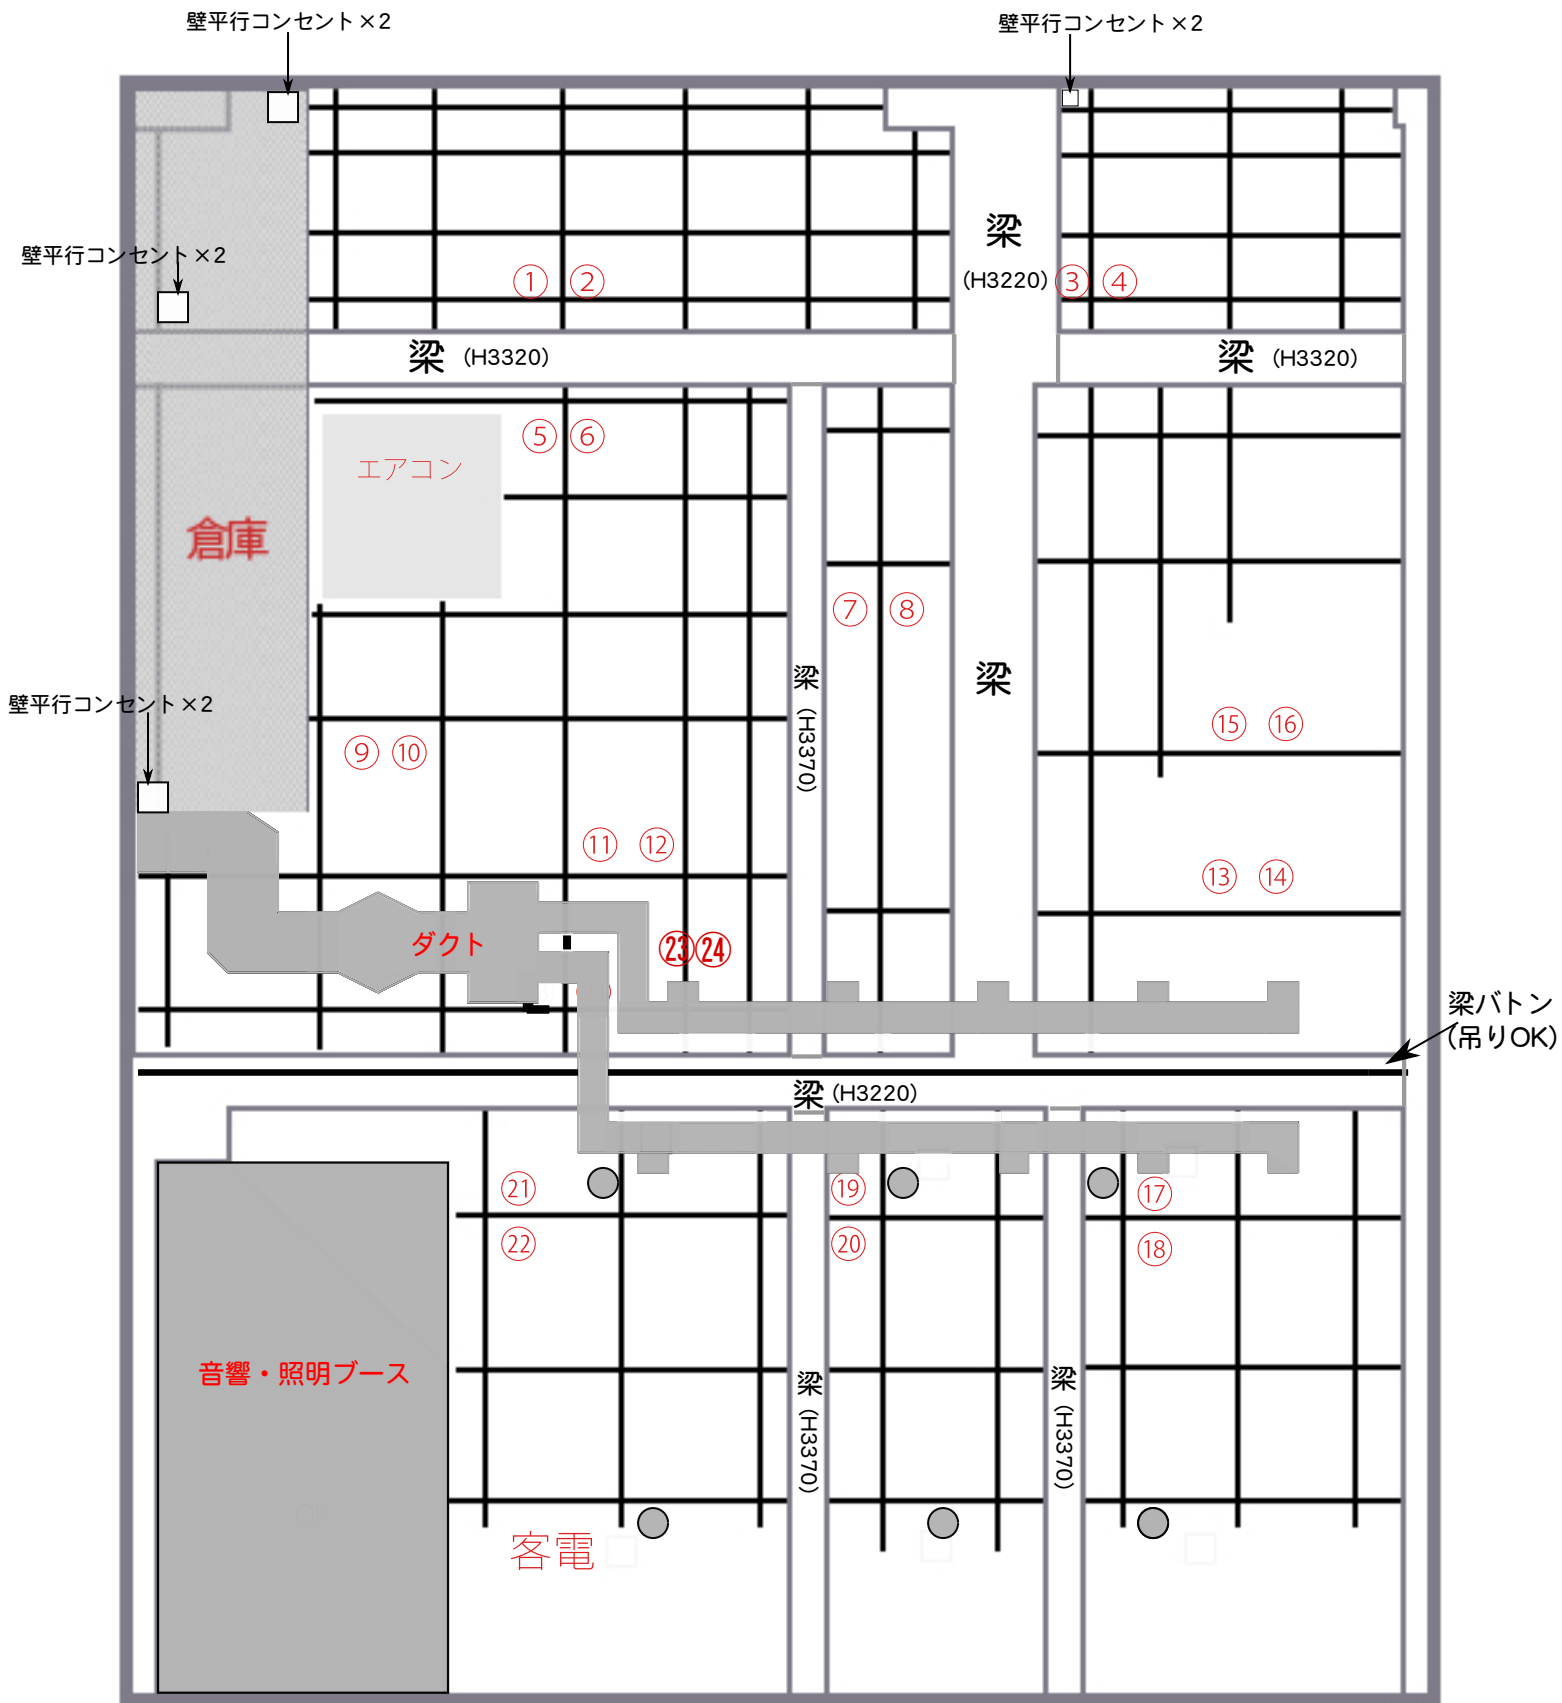 壁平行コンセント×2
壁平行コンセント×2
梁
(H3220)
壁平行コンセント×2
① ②
③ ④
梁 (H3320)
梁 (H3320)
⑤ ⑥
エアコン
倉庫
⑦ ⑧
梁
(H3370)
梁
壁平行コンセント×2
⑨ ⑩
⑮ ⑯
⑪ ⑫
⑬ ⑭
ダクト
㉓㉔
梁バトン
(吊りOK)
梁 (H3220)
㉑
⑲
⑰
㉒
⑳
⑱
音響・照明ブース
梁
(H3370)
梁
(H3370)
客電